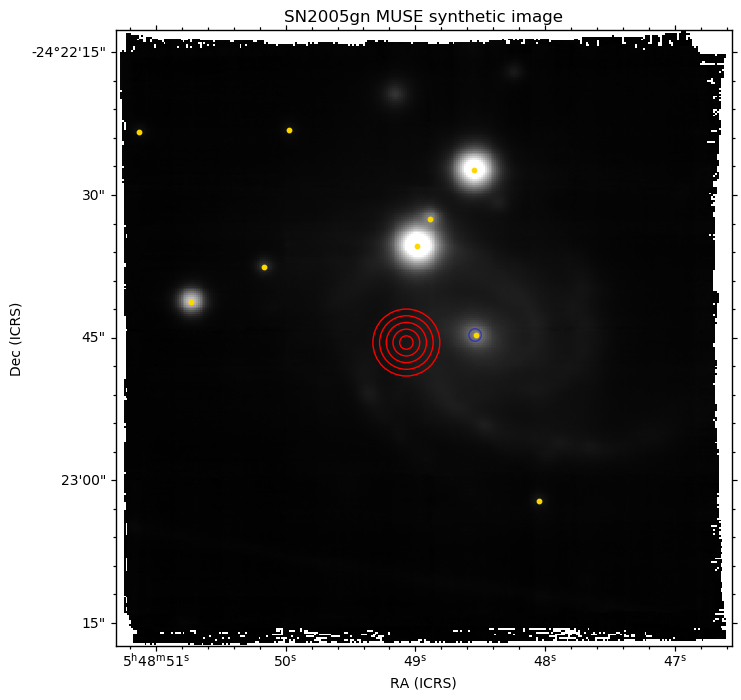 SN2005gn MUSE synthetic image
-24°22'15"
30"
45"
23'00"
15"
Dec (ICRS)
5ʰ48ᵐ51ˢ 50ˢ 49ˢ 48ˢ 47ˢ
RA (ICRS)